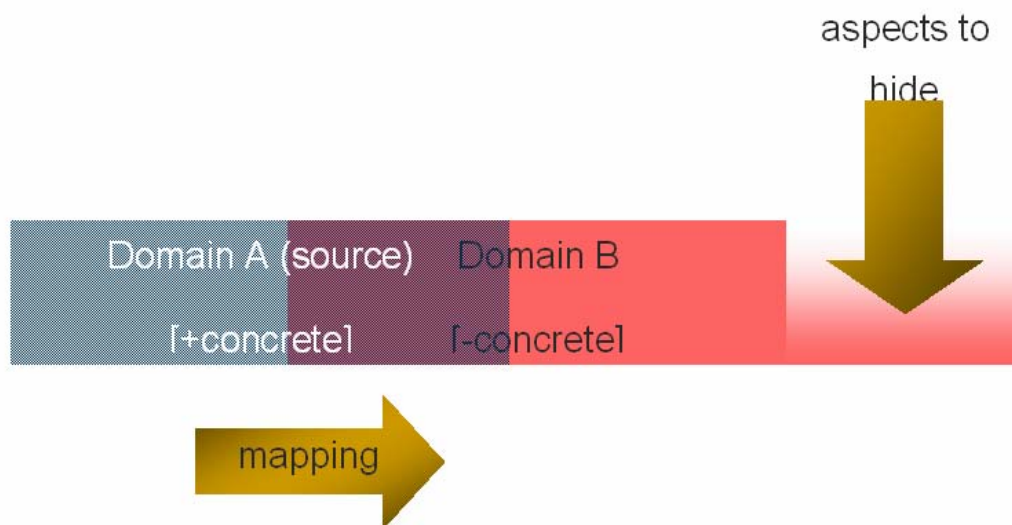 aspects to
hide
Domain A (source) Domain B
[+concrete] [-concrete]
mapping